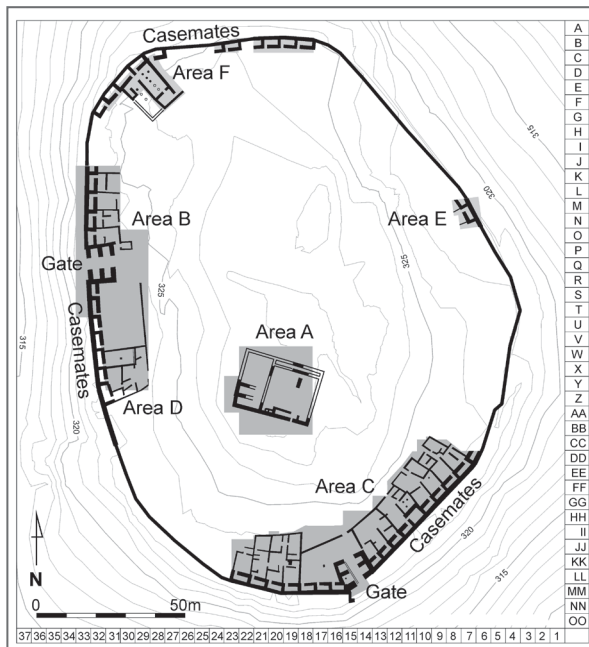 Casemates
Area F
Area B
Gate
Casemates
Area D
Area A
Area E
Area C
Casemates
Gate
315
320
325
325
315
320
320
315
N
0 50m
A
B
C
D
E
F
G
H
I
J
K
L
M
N
O
P
Q
R
S
T
U
V
W
X
Y
Z
AA
BB
CC
DD
EE
FF
GG
HH
II
JJ
KK
LL
MM
NN
OO
37 36 35 34 33 32 31 30 29 28 27 26 25 24 23 22 21 20 19 18 17 16 15 14 13 12 11 10 9 8 7 6 5 4 3 2 1